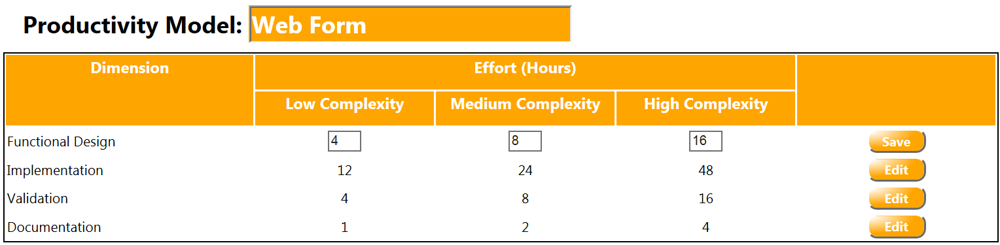 Productivity Model: Web Form
Dimension Effort (Hours)
Low Complexity Medium Complexity High Complexity
Functional Design 4 8 16 Save
Implementation 12 24 48 Edit
Validation 4 8 16 Edit
Documentation 1 2 4 Edit